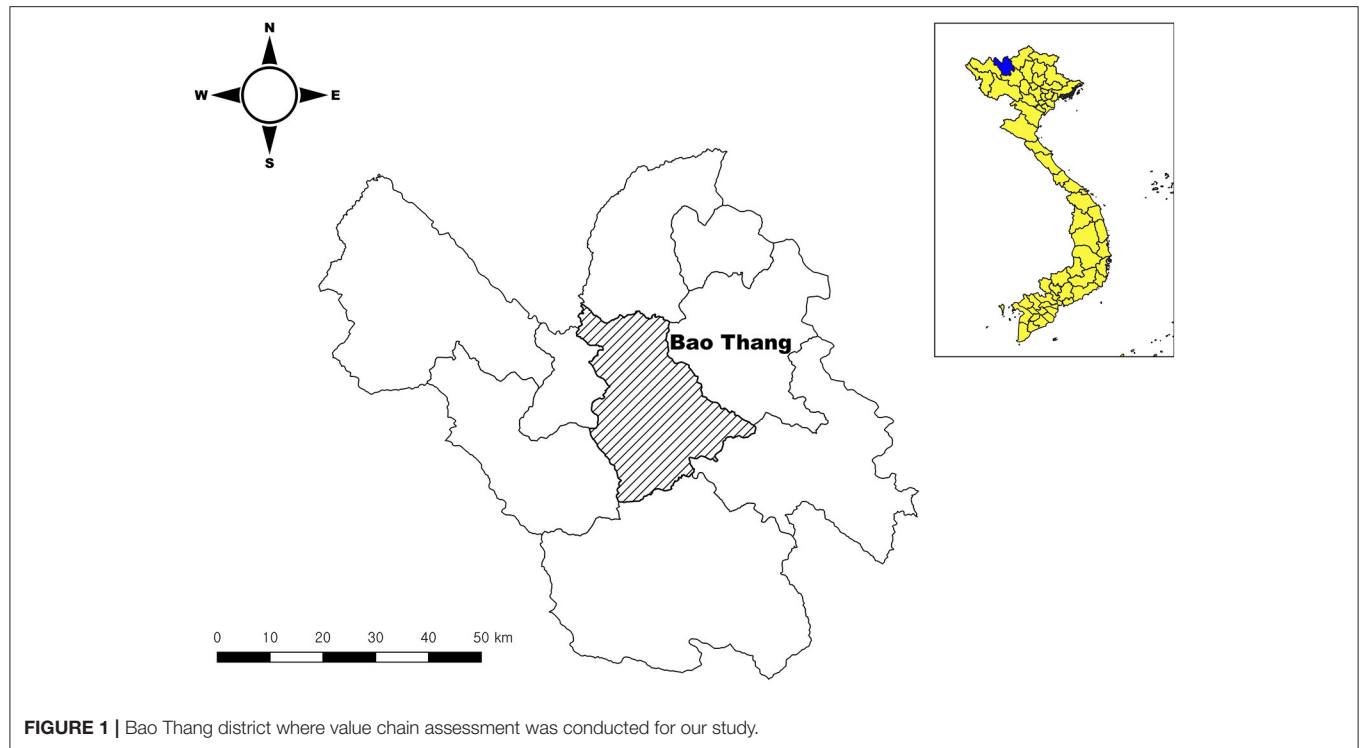 N
W E
S
Bao Thang
0 10 20 30 40 50 km
FIGURE 1 | Bao Thang district where value chain assessment was conducted for our study.